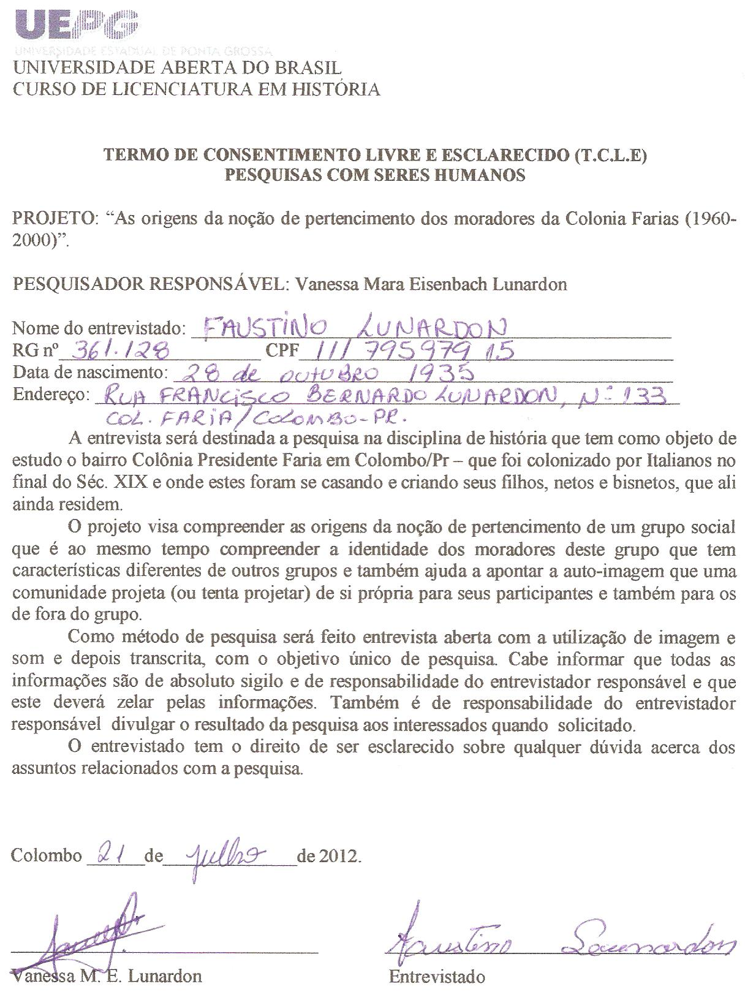 UEPG
UNIVERSIDADE ESTADUAL DE PONTA GROSSA
UNIVERSIDADE ABERTA DO BRASIL
CURSO DE LICENCIATURA EM HISTÓRIA
TERMO DE CONSENTIMENTO LIVRE E ESCLARECIDO (T.C.L.E)
PESQUISAS COM SERES HUMANOS
PROJETO: “As origens da noção de pertencimento dos moradores da Colonia Farias (1960-
2000)”.
PESQUISADOR RESPONSÁVEL: Vanessa Mara Eisenbach Lunardon
Nome do entrevistado: FAUSTINO LUNARDON
RG nº 361.128 CPF 111 795979 15
Data de nascimento: 28 de outuBRO 1935
Endereço: RUA FRANCISCO BERNARDO LUNARDON, Nº 133
COL. FARIA/COLOMBO-PR.
A entrevista será destinada a pesquisa na disciplina de história que tem como objeto de
estudo o bairro Colônia Presidente Faria em Colombo/Pr – que foi colonizado por Italianos no
final do Séc. XIX e onde estes foram se casando e criando seus filhos, netos e bisnetos, que ali
ainda residem.
O projeto visa compreender as origens da noção de pertencimento de um grupo social
que é ao mesmo tempo compreender a identidade dos moradores deste grupo que tem
características diferentes de outros grupos e também ajuda a apontar a auto-imagem que uma
comunidade projeta (ou tenta projetar) de si própria para seus participantes e também para os
de fora do grupo.
Como método de pesquisa será feito entrevista aberta com a utilização de imagem e
som e depois transcrita, com o objetivo único de pesquisa. Cabe informar que todas as
informações são de absoluto sigilo e de responsabilidade do entrevistador responsável e que
este deverá zelar pelas informações. Também é de responsabilidade do entrevistador
responsável divulgar o resultado da pesquisa aos interessados quando solicitado.
O entrevistado tem o direito de ser esclarecido sobre qualquer dúvida acerca dos
assuntos relacionados com a pesquisa.
Colombo 21 de julho de 2012.
Faustino Lounardon
Vanessa M. E. Lunardon Entrevistado